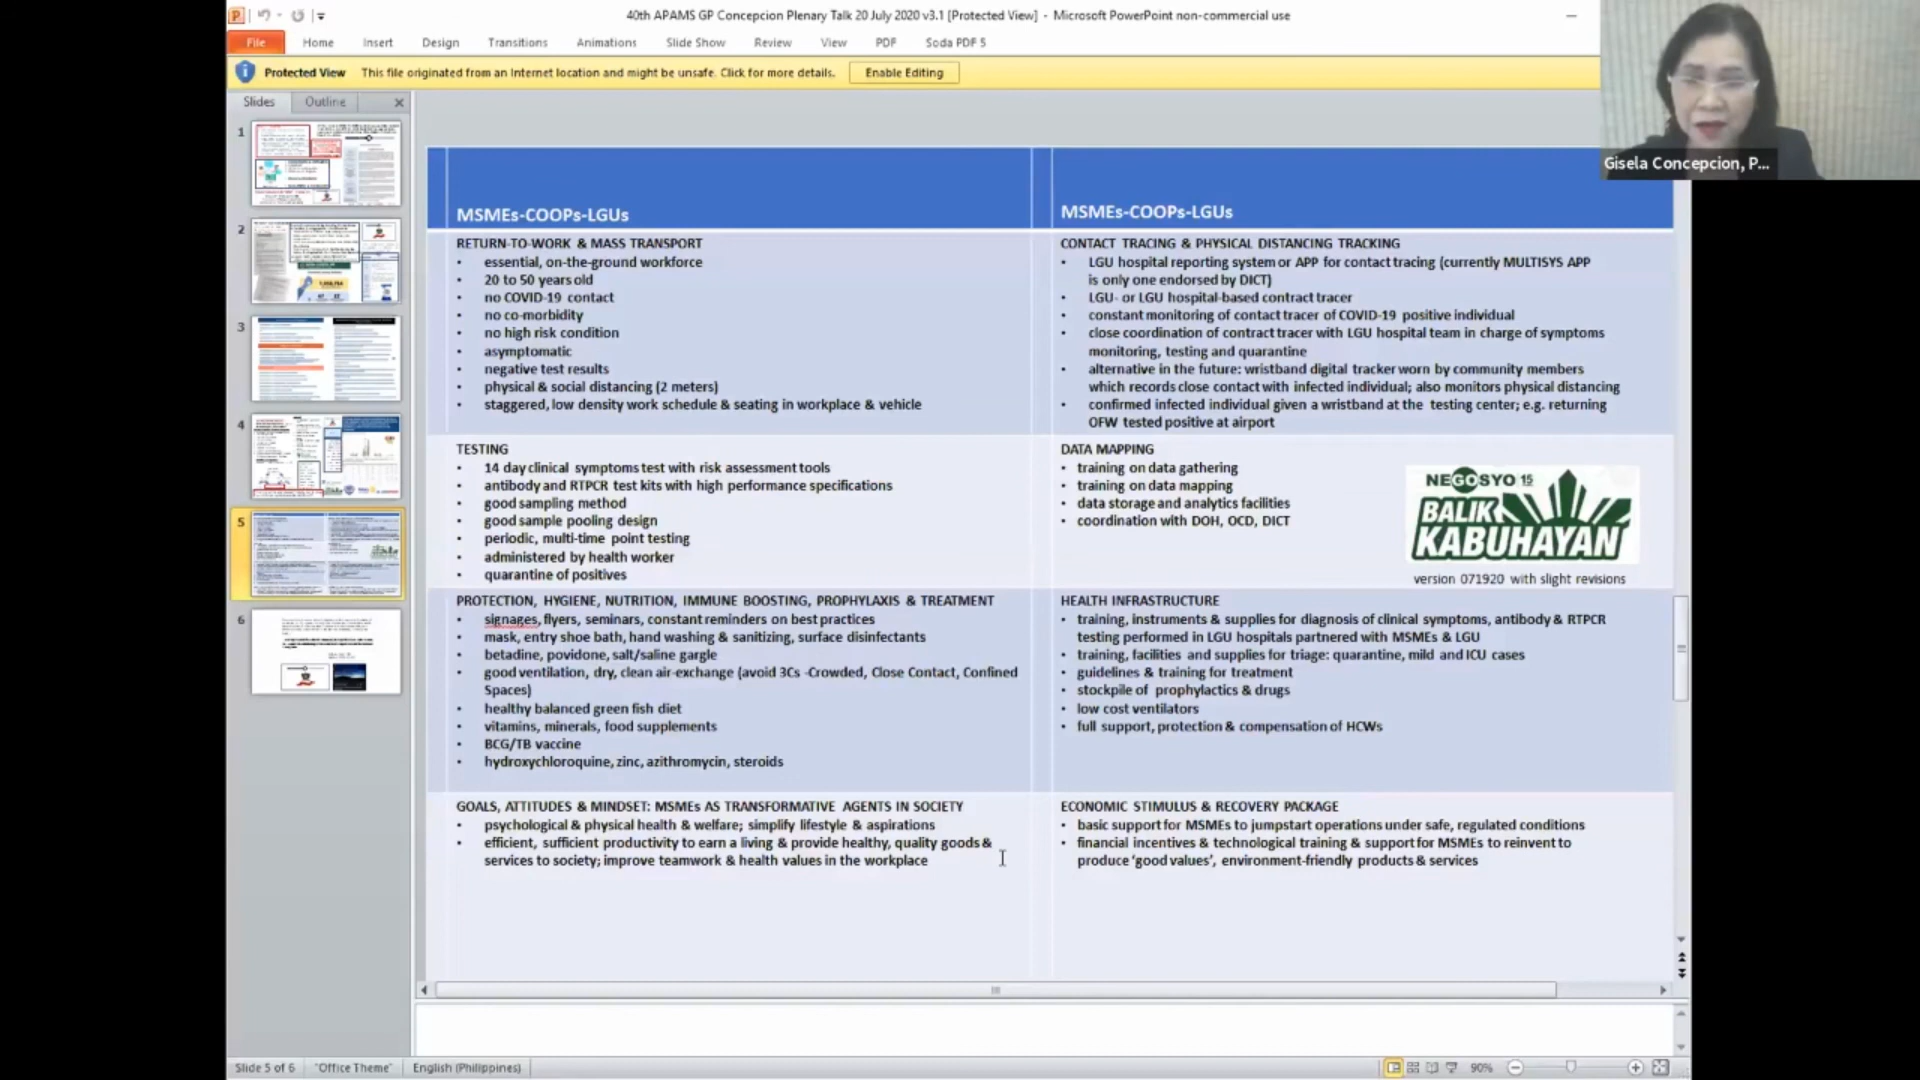 40th APAMS GP Concepcion Plenary Talk 20 July 2020 v3.1 [Protected View] - Microsoft PowerPoint non-commercial use
File Home Insert Design Transitions Animations Slide Show Review View PDF Soda PDF 5
Protected View This file originated from an Internet location and might be unsafe. Click for more details. Enable Editing
Gisela Concepcion, P...
Slides Outline
1
2
3
4
5
6
MSMEs-COOPs-LGUs
RETURN-TO-WORK & MASS TRANSPORT
• essential, on-the-ground workforce
• 20 to 50 years old
• no COVID-19 contact
• no co-morbidity
• no high risk condition
• asymptomatic
• negative test results
• physical & social distancing (2 meters)
• staggered, low density work schedule & seating in workplace & vehicle
TESTING
• 14 day clinical symptoms test with risk assessment tools
• antibody and RTPCR test kits with high performance specifications
• good sampling method
• good sample pooling design
• periodic, multi-time point testing
• administered by health worker
• quarantine of positives
PROTECTION, HYGIENE, NUTRITION, IMMUNE BOOSTING, PROPHYLAXIS & TREATMENT
• signages, flyers, seminars, constant reminders on best practices
• mask, entry shoe bath, hand washing & sanitizing, surface disinfectants
• betadine, povidone, salt/saline gargle
• good ventilation, dry, clean air-exchange (avoid 3Cs -Crowded, Close Contact, Confined
Spaces)
• healthy balanced green fish diet
• vitamins, minerals, food supplements
• BCG/TB vaccine
• hydroxychloroquine, zinc, azithromycin, steroids
GOALS, ATTITUDES & MINDSET: MSMEs AS TRANSFORMATIVE AGENTS IN SOCIETY
• psychological & physical health & welfare; simplify lifestyle & aspirations
• efficient, sufficient productivity to earn a living & provide healthy, quality goods &
services to society; improve teamwork & health values in the workplace
MSMEs-COOPs-LGUs
CONTACT TRACING & PHYSICAL DISTANCING TRACKING
• LGU hospital reporting system or APP for contact tracing (currently MULTISYS APP
is only one endorsed by DICT)
• LGU- or LGU hospital-based contract tracer
• constant monitoring of contact tracer of COVID-19 positive individual
• close coordination of contract tracer with LGU hospital team in charge of symptoms
monitoring, testing and quarantine
• alternative in the future: wristband digital tracker worn by community members
which records close contact with infected individual; also monitors physical distancing
• confirmed infected individual given a wristband at the testing center; e.g. returning
OFW tested positive at airport
DATA MAPPING
• training on data gathering
• training on data mapping
• data storage and analytics facilities
• coordination with DOH, OCD, DICT
NEGOSYO 15
BALIK
KABUHAYAN
version 071920 with slight revisions
HEALTH INFRASTRUCTURE
• training, instruments & supplies for diagnosis of clinical symptoms, antibody & RTPCR
testing performed in LGU hospitals partnered with MSMEs & LGU
• training, facilities and supplies for triage: quarantine, mild and ICU cases
• guidelines & training for treatment
• stockpile of prophylactics & drugs
• low cost ventilators
• full support, protection & compensation of HCWs
ECONOMIC STIMULUS & RECOVERY PACKAGE
• basic support for MSMEs to jumpstart operations under safe, regulated conditions
• financial incentives & technological training & support for MSMEs to reinvent to
produce ‘good values’, environment-friendly products & services
Slide 5 of 6 "Office Theme" English (Philippines) 90%